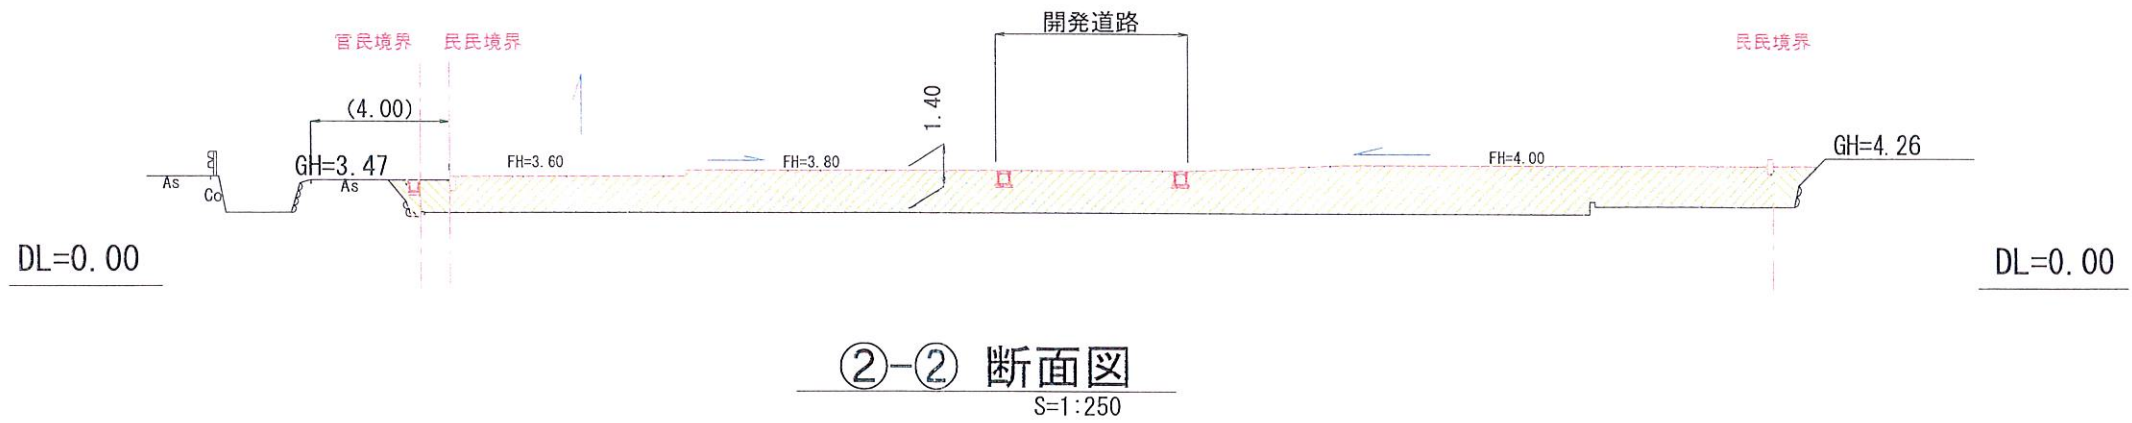 開発道路
官民境界 民民境界 民民境界
(4.00)
1.40
GH=3.47 FH=3.60 FH=3.80 FH=4.00 GH=4.26
As Co As
DL=0.00 DL=0.00
②-② 断面図
S=1:250